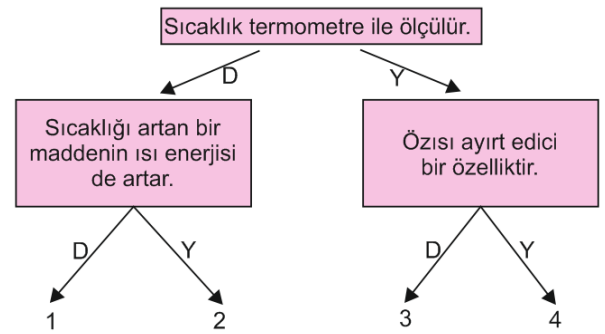 Sıcaklık termometre ile ölçülür.
D
Y
Sıcaklığı artan bir
maddenin ısı enerjisi
de artar.
Özısı ayırt edici
bir özelliktir.
D
Y
D
Y
1
2
3
4